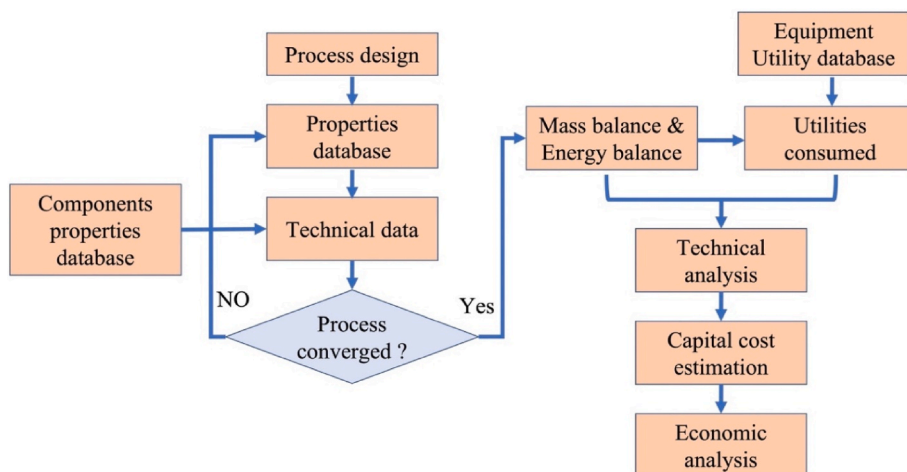 Process design
Properties
database
Components
properties
database
Technical data
NO
Process
converged ?
Yes
Mass balance &
Energy balance
Equipment
Utility database
Utilities
consumed
Technical
analysis
Capital cost
estimation
Economic
analysis